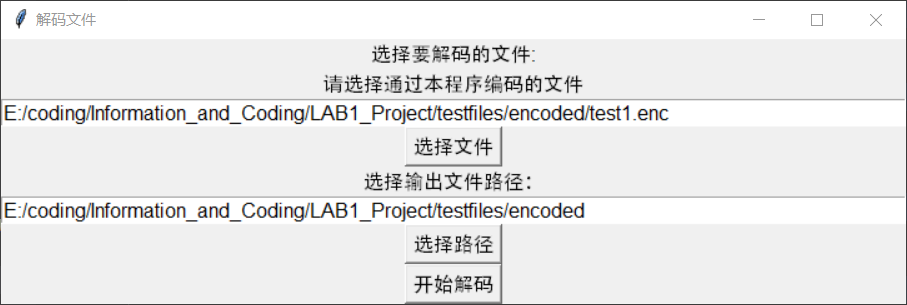 解码文件
选择要解码的文件:
请选择通过本程序编码的文件
E:/coding/Information_and_Coding/LAB1_Project/testfiles/encoded/test1.enc
选择文件
选择输出文件路径：
E:/coding/Information_and_Coding/LAB1_Project/testfiles/encoded
选择路径
开始解码